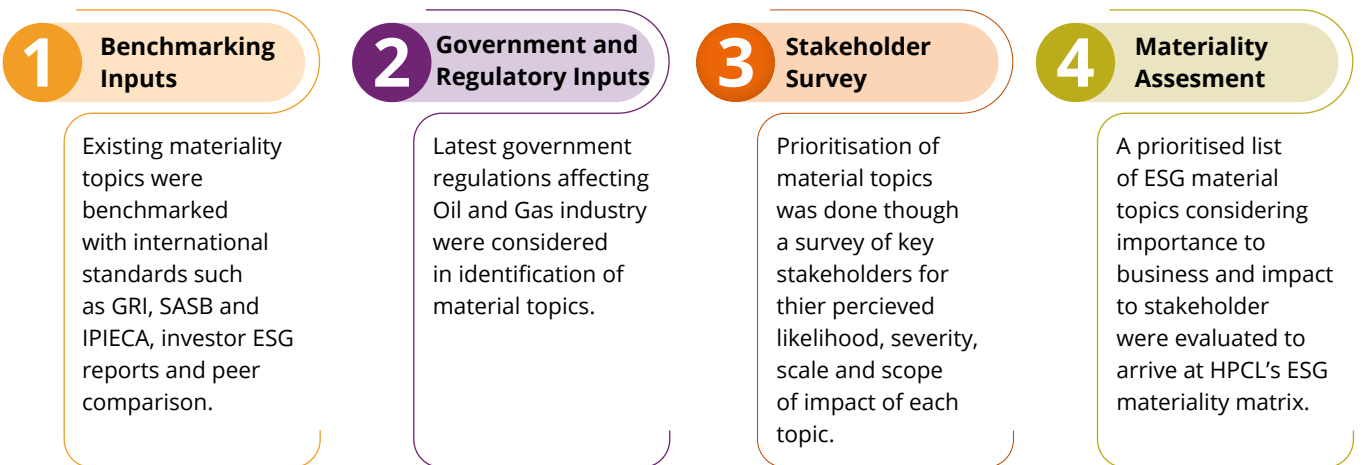 1
Benchmarking
Inputs
Existing materiality
topics were
benchmarked
with international
standards such
as GRI, SASB and
IPIECA, investor ESG
reports and peer
comparison.
2
Government and
Regulatory Inputs
Latest government
regulations affecting
Oil and Gas industry
were considered
in identification of
material topics.
3
Stakeholder
Survey
Prioritisation of
material topics
was done though
a survey of key
stakeholders for
thier percieved
likelihood, severity,
scale and scope
of impact of each
topic.
4
Materiality
Assesment
A prioritised list
of ESG material
topics considering
importance to
business and impact
to stakeholder
were evaluated to
arrive at HPCL’s ESG
materiality matrix.